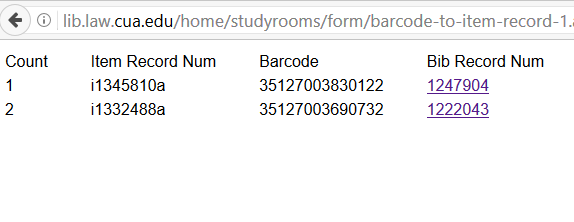 lib.law.cua.edu/home/studyrooms/form/barcode-to-item-record-1.
Count Item Record Num Barcode Bib Record Num
1 i1345810a 35127003830122 1247904
2 i1332488a 35127003690732 1222043